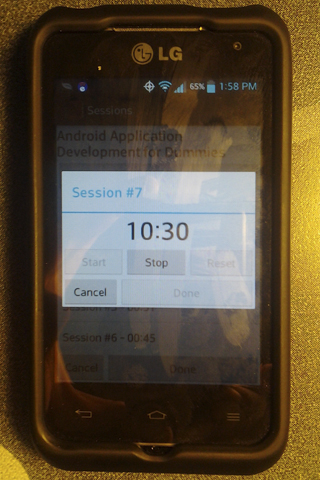 LG
65% 1:58 PM
Sessions
Android Application
Development for Dummies
Session #7
10:30
Start Stop Reset
Cancel Done
Session #6 - 00:45
Cancel Done